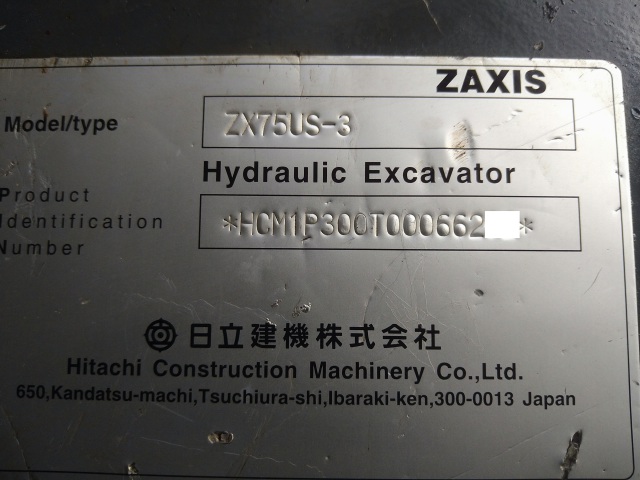 ZAXIS
Model/type ZX75US-3
Hydraulic Excavator
Product
Identification
Number
*HCM1P300T000662 *
日立建機株式会社
Hitachi Construction Machinery Co.,Ltd.
650,Kandatsu-machi,Tsuchiura-shi,Ibaraki-ken,300-0013 Japan